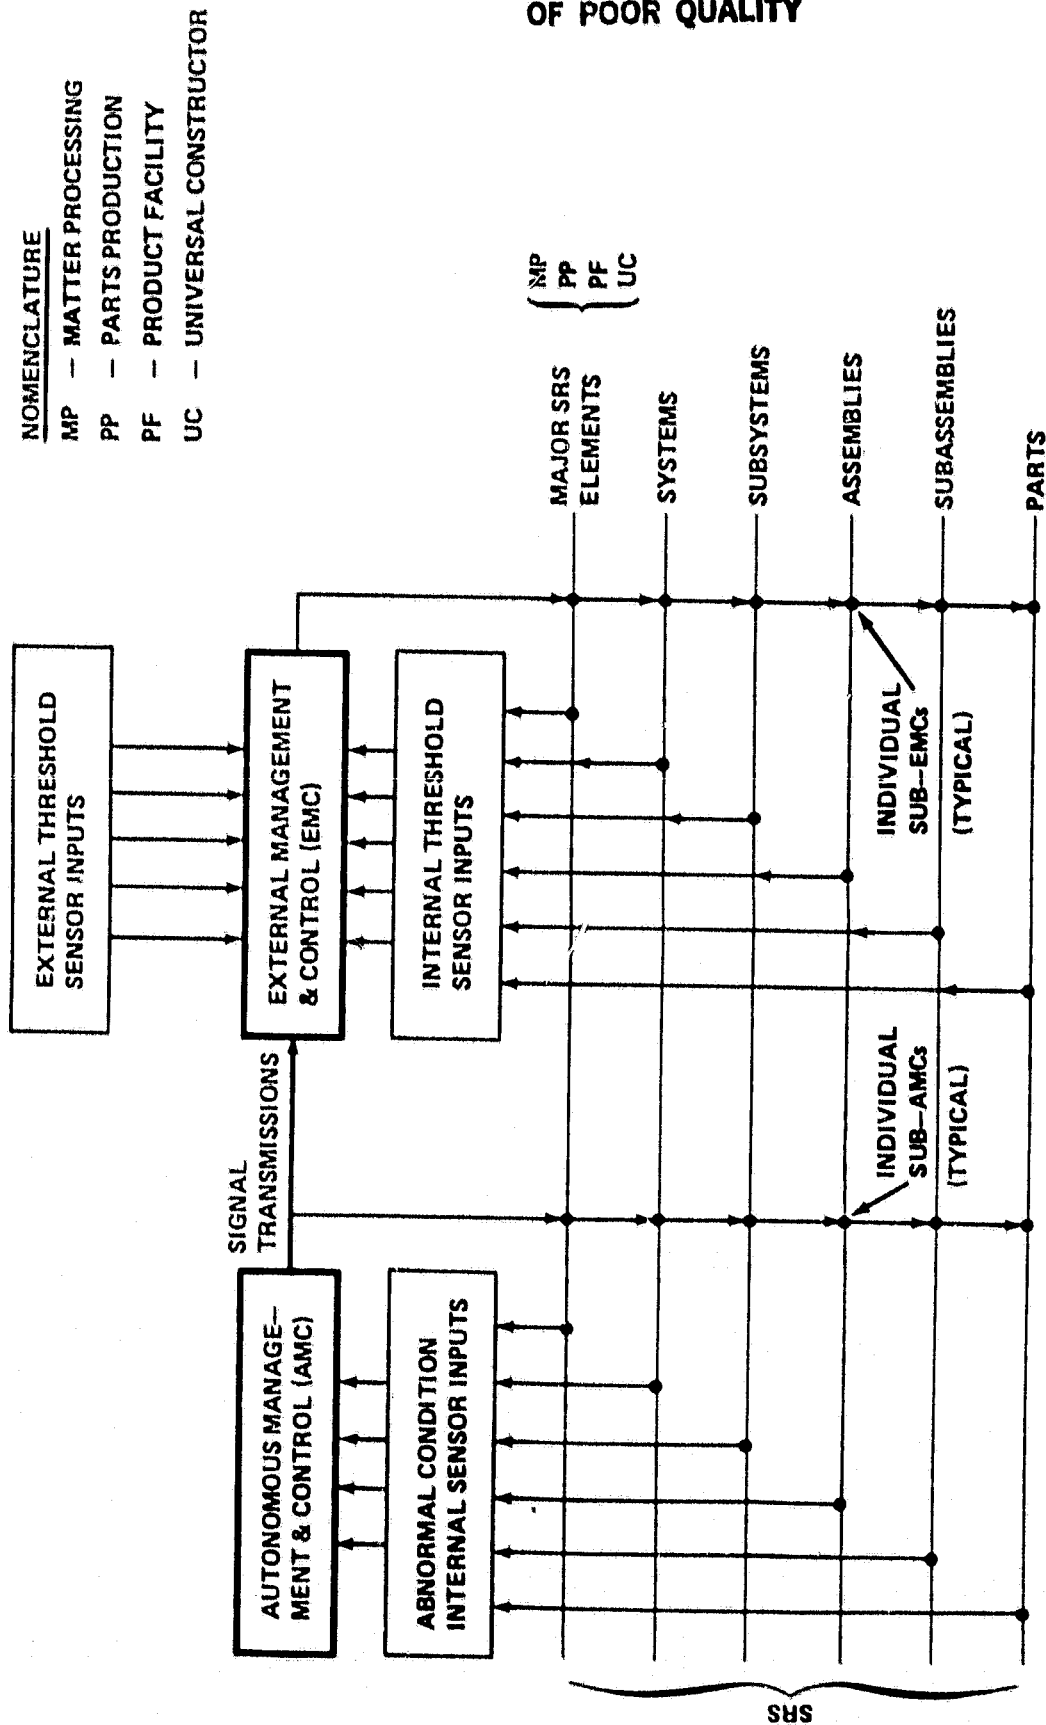 OF POOR QUALITY
NOMENCLATURE
MP – MATTER PROCESSING
PP – PARTS PRODUCTION
PF – PRODUCT FACILITY
UC – UNIVERSAL CONSTRUCTOR
EXTERNAL THRESHOLD
SENSOR INPUTS
AUTONOMOUS MANAGE–
MENT & CONTROL (AMC)
SIGNAL
TRANSMISSIONS
EXTERNAL MANAGEMENT
& CONTROL (EMC)
ABNORMAL CONDITION
INTERNAL SENSOR INPUTS
INTERNAL THRESHOLD
SENSOR INPUTS
MAJOR SRS
ELEMENTS
MP
PP
PF
UC
SYSTEMS
SUBSYSTEMS
ASSEMBLIES
SUBASSEMBLIES
PARTS
INDIVIDUAL
SUB–AMCs
(TYPICAL)
INDIVIDUAL
SUB–EMCs
(TYPICAL)
SRS